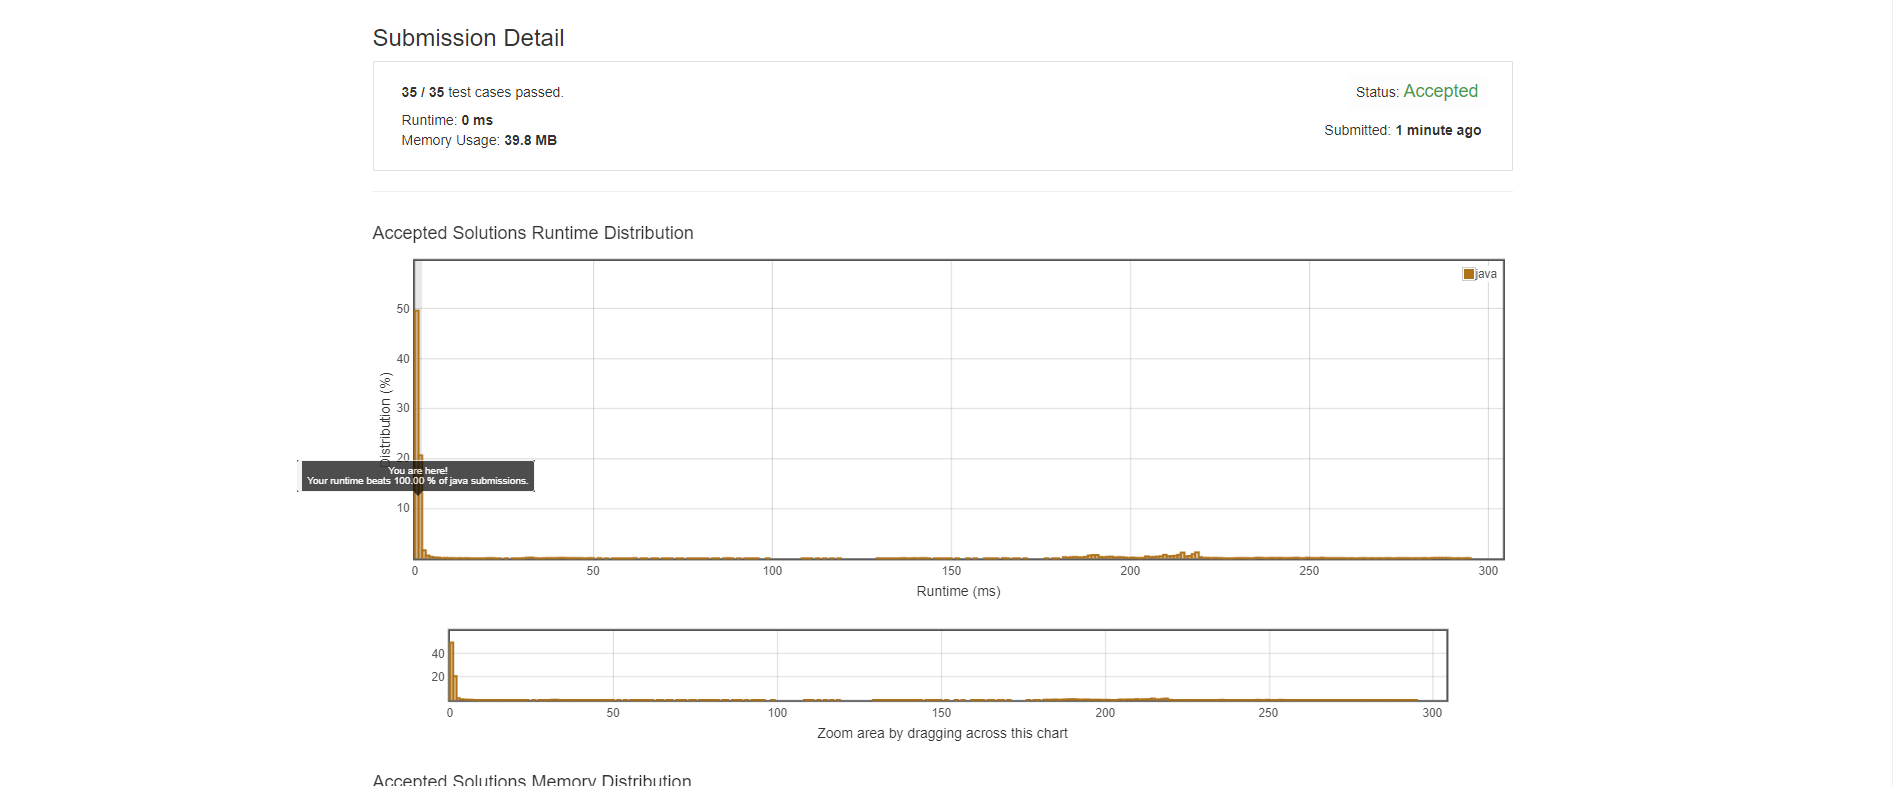 Submission Detail
35 / 35 test cases passed.
Status: Accepted
Runtime: 0 ms
Memory Usage: 39.8 MB
Submitted: 1 minute ago
Accepted Solutions Runtime Distribution
java
50
40
30
20
10
Distribution (%)
You are here!
Your runtime beats 100.00 % of java submissions.
0 50 100 150 200 250 300
Runtime (ms)
40
20
0 50 100 150 200 250 300
Zoom area by dragging across this chart
Accepted Solutions Memory Distribution